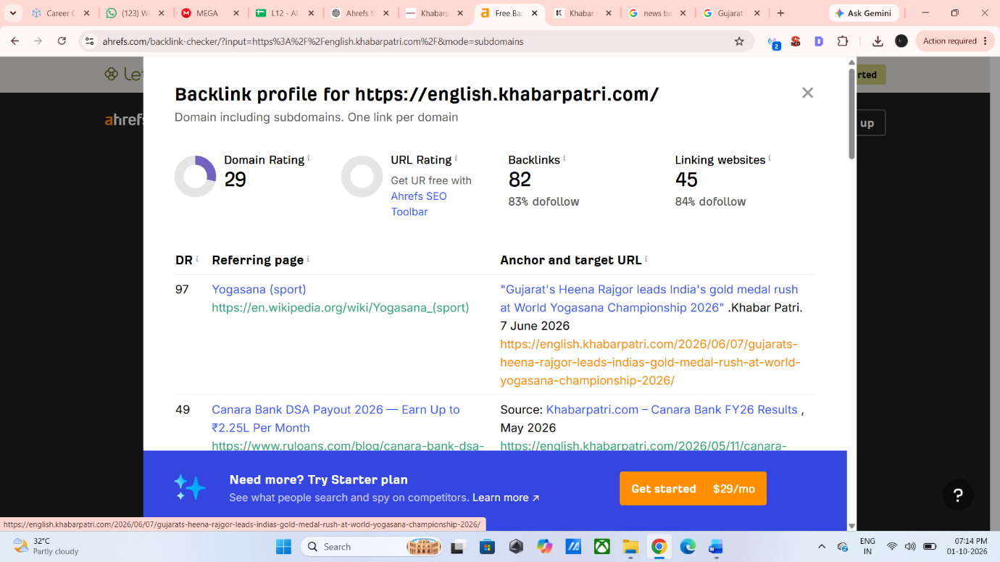 Career C
(123) W
MEGA
L12 - Al
Ahrefs S
Khabarp
Free Bac
Khabar
news ba
Gujarat
Ask Gemini
ahrefs.com/backlink-checker/?input=https%3A%2F%2Fenglish.khabarpatri.com%2F&mode=subdomains
2
SEO
D
Action required
Let
rted
ahrefs
up
Backlink profile for https://english.khabarpatri.com/
Domain including subdomains. One link per domain
Domain Rating i
29
URL Rating i
Get UR free with
Ahrefs SEO
Toolbar
Backlinks i
82
83% dofollow
Linking websites i
45
84% dofollow
DR i Referring page i Anchor and target URL i
97
Yogasana (sport)
https://en.wikipedia.org/wiki/Yogasana_(sport)
"Gujarat's Heena Rajgor leads India's gold medal rush
at World Yogasana Championship 2026" .Khabar Patri.
7 June 2026
https://english.khabarpatri.com/2026/06/07/gujarats-
heena-rajgor-leads-indias-gold-medal-rush-at-world-
yogasana-championship-2026/
49
Canara Bank DSA Payout 2026 — Earn Up to
₹2.25L Per Month
https://www.ruloans.com/blog/canara-bank-dsa-
Source: Khabarpatri.com – Canara Bank FY26 Results ,
May 2026
https://english.khabarpatri.com/2026/05/11/canara-
Need more? Try Starter plan
See what people search and spy on competitors. Learn more ↗
Get started $29/mo
?
https://english.khabarpatri.com/2026/06/07/gujarats-heena-rajgor-leads-indias-gold-medal-rush-at-world-yogasana-championship-2026/
32°C
Partly cloudy
Search
ENG
IN
07:14 PM
01-10-2026